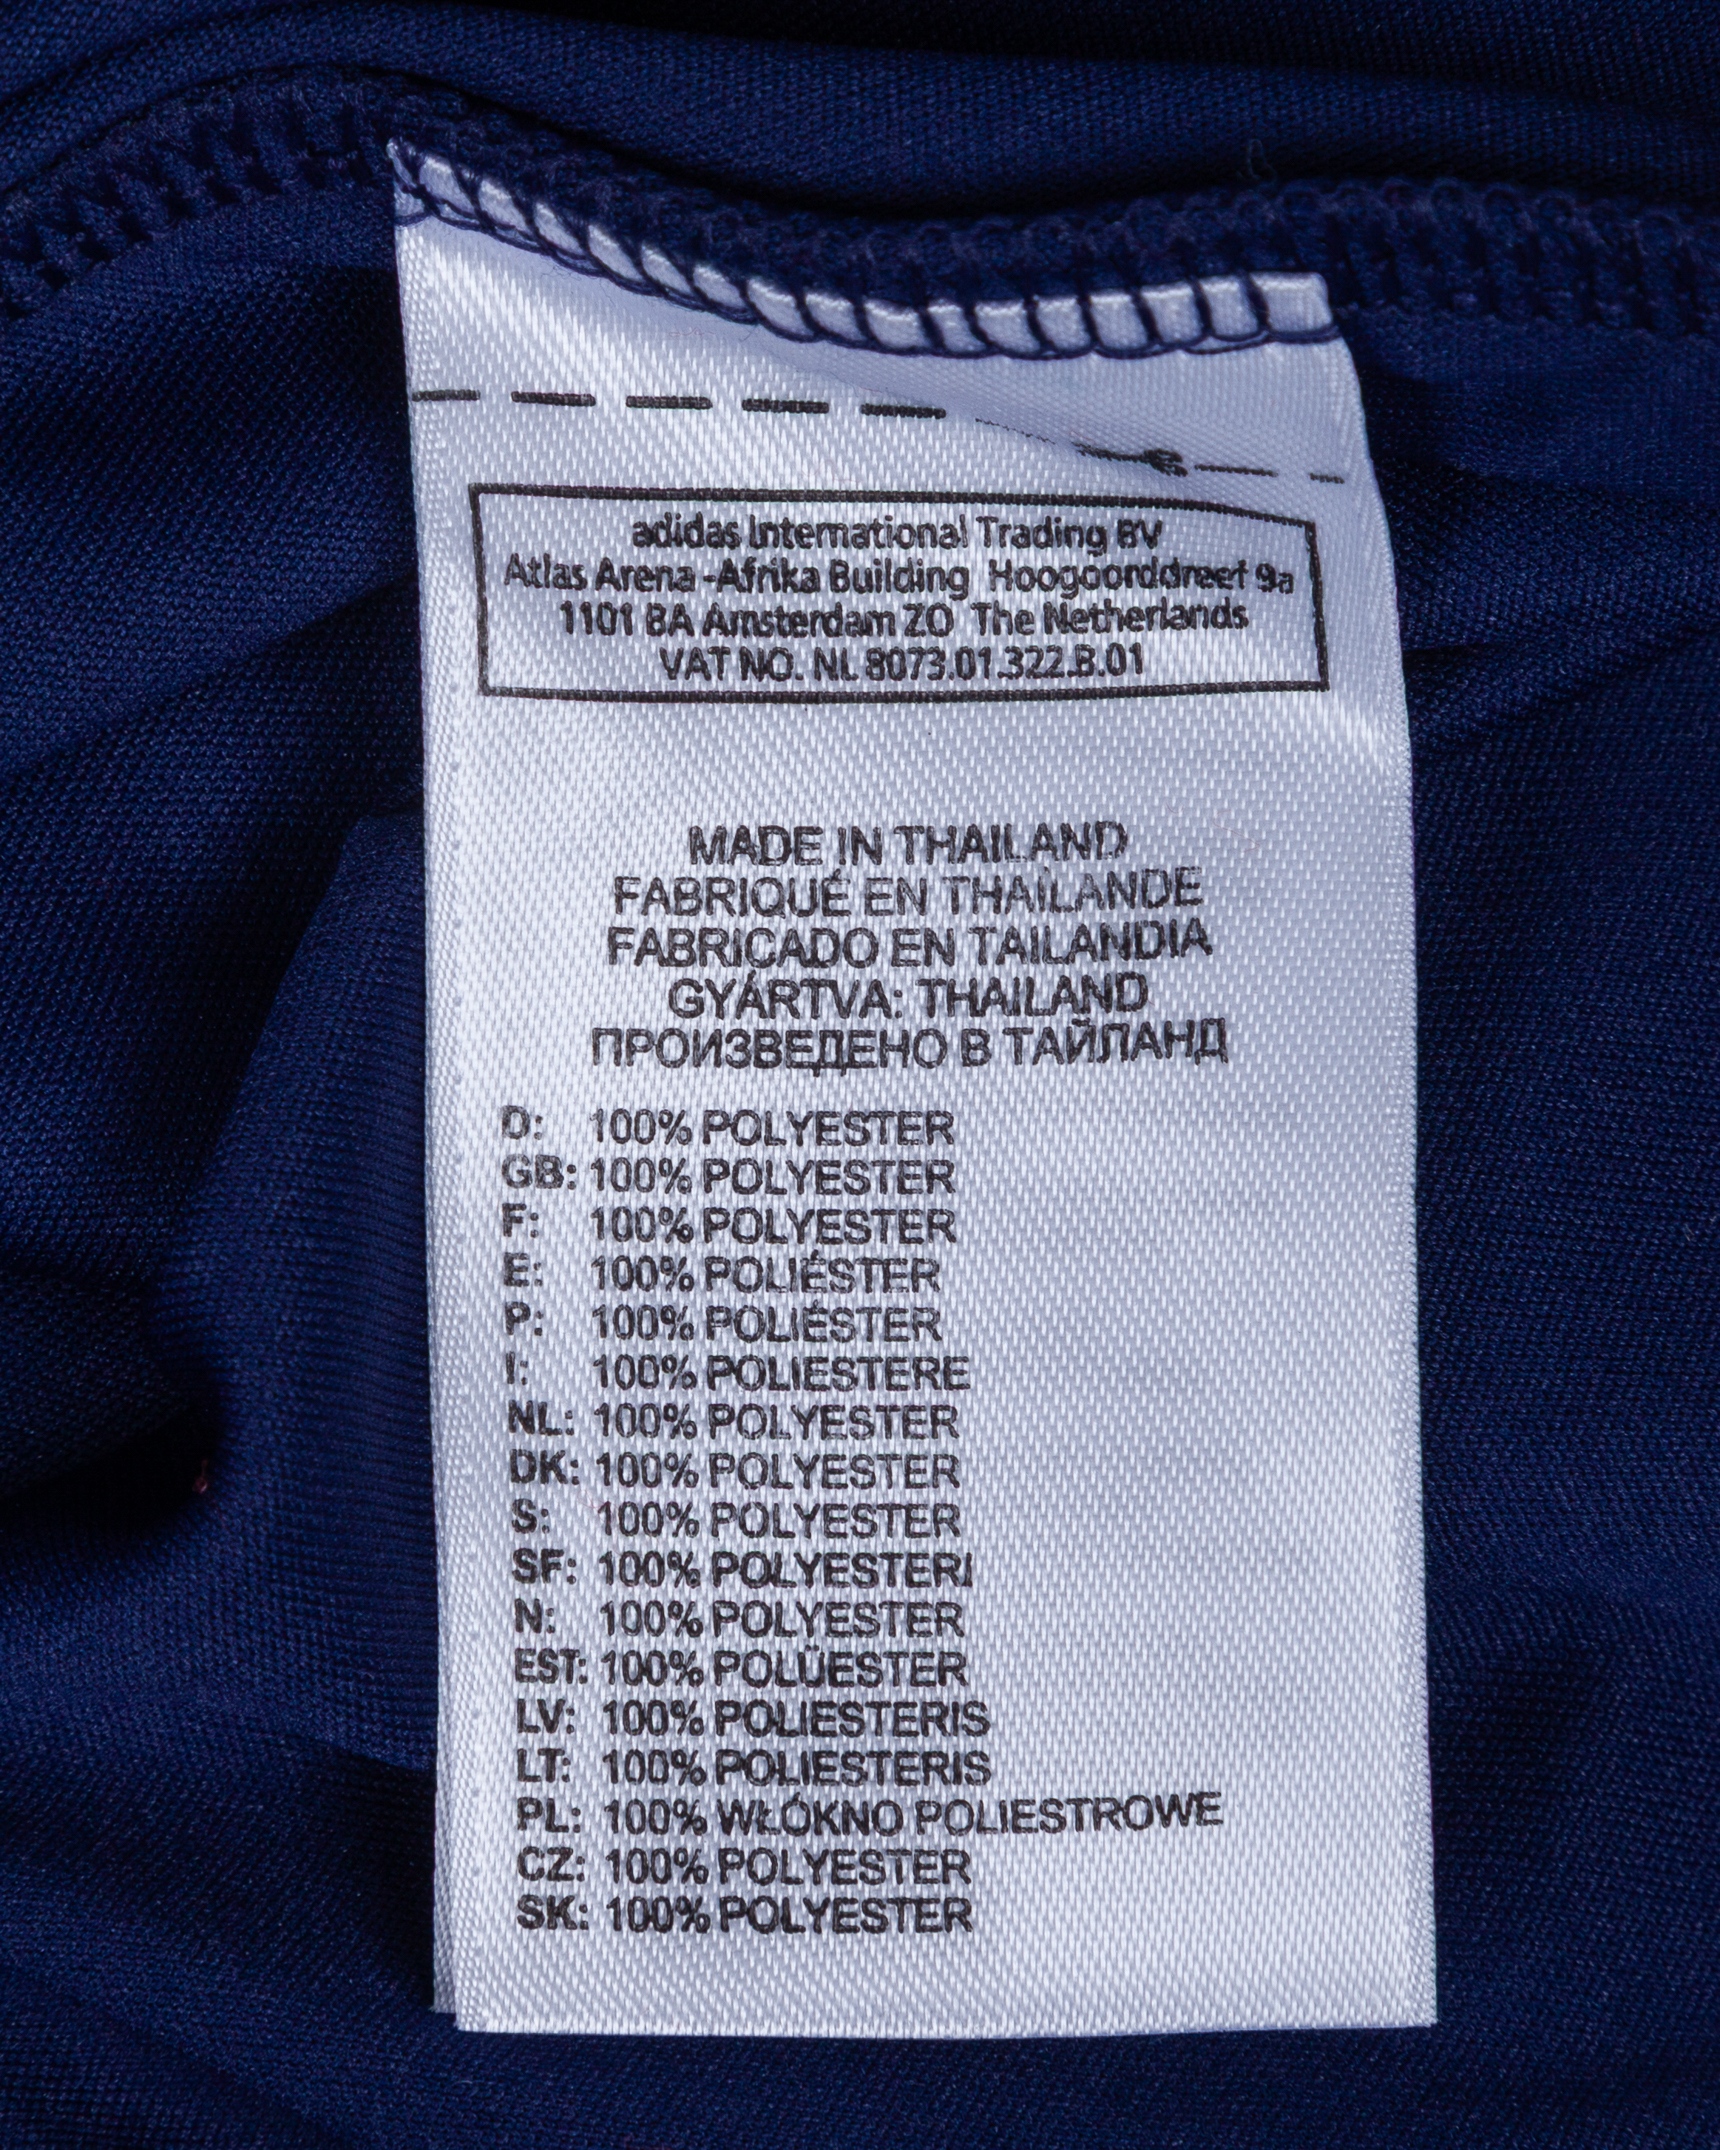 adidas International Trading BV
Atlas Arena -Afrika Building Hoogoorddreef 9a
1101 BA Amsterdam ZO The Netherlands
VAT NO. NL 8073.01.322.B.01
MADE IN THAILAND
FABRIQUÉ EN THAÏLANDE
FABRICADO EN TAILANDIA
GYÁRTVA: THAILAND
ПРОИЗВЕДЕНО В ТАЙЛАНД
D: 100% POLYESTER
GB: 100% POLYESTER
F: 100% POLYESTER
E: 100% POLIÉSTER
P: 100% POLIÉSTER
I: 100% POLIESTERE
NL: 100% POLYESTER
DK: 100% POLYESTER
S: 100% POLYESTER
SF: 100% POLYESTERI
N: 100% POLYESTER
EST: 100% POLÜESTER
LV: 100% POLIESTERIS
LT: 100% POLIESTERIS
PL: 100% WŁÓKNO POLIESTROWE
CZ: 100% POLYESTER
SK: 100% POLYESTER